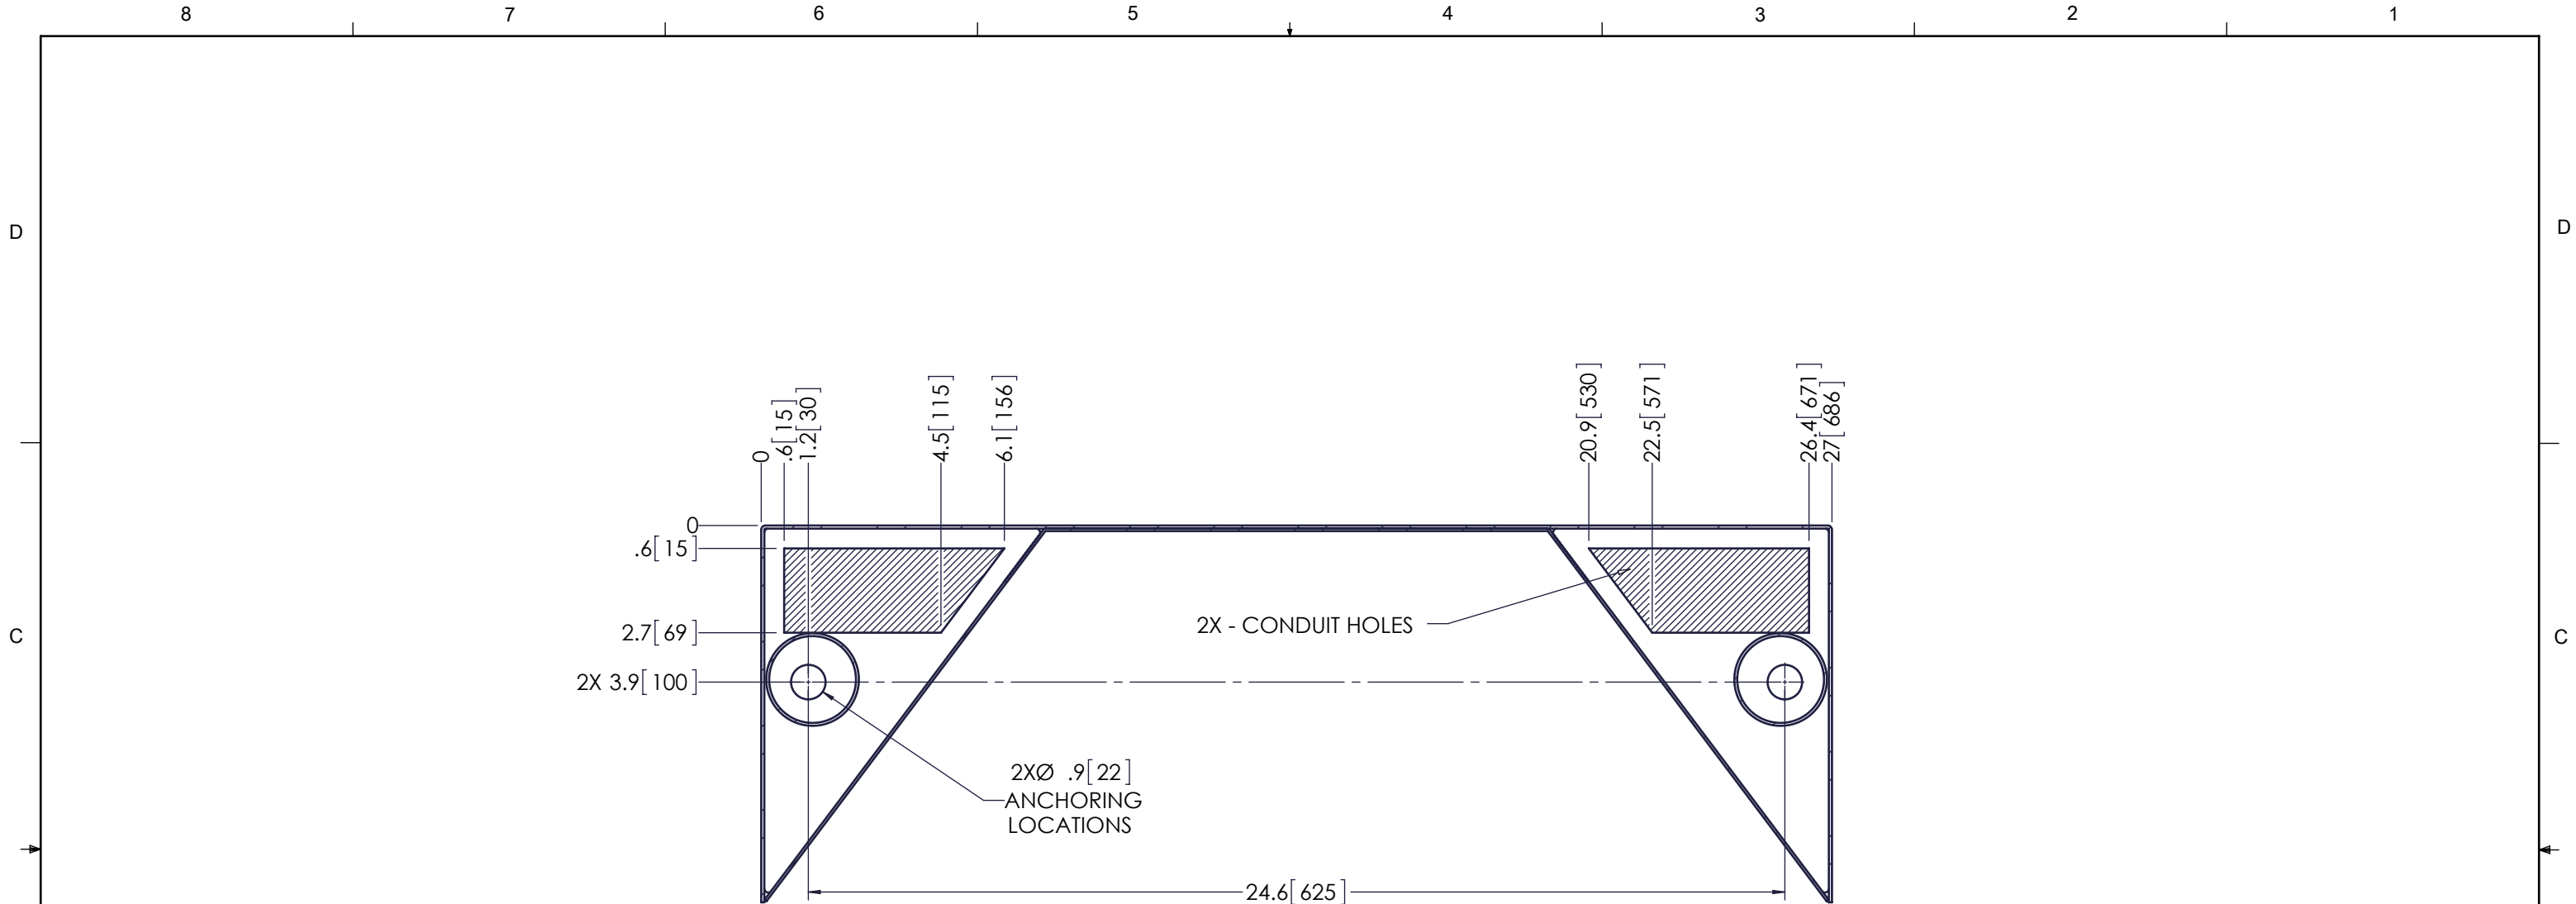 8 7 6 5 4 3 2 1
D D
0 .6[15] 1.2[30] 4.5[115] 6.1[156] 20.9[530] 22.5[571] 26.4[671] 27[686]
0
.6[15]
2.7[69]
2X - CONDUIT HOLES
C C
2X 3.9[100]
2XØ .9[22]
ANCHORING
LOCATIONS
24.6[625]